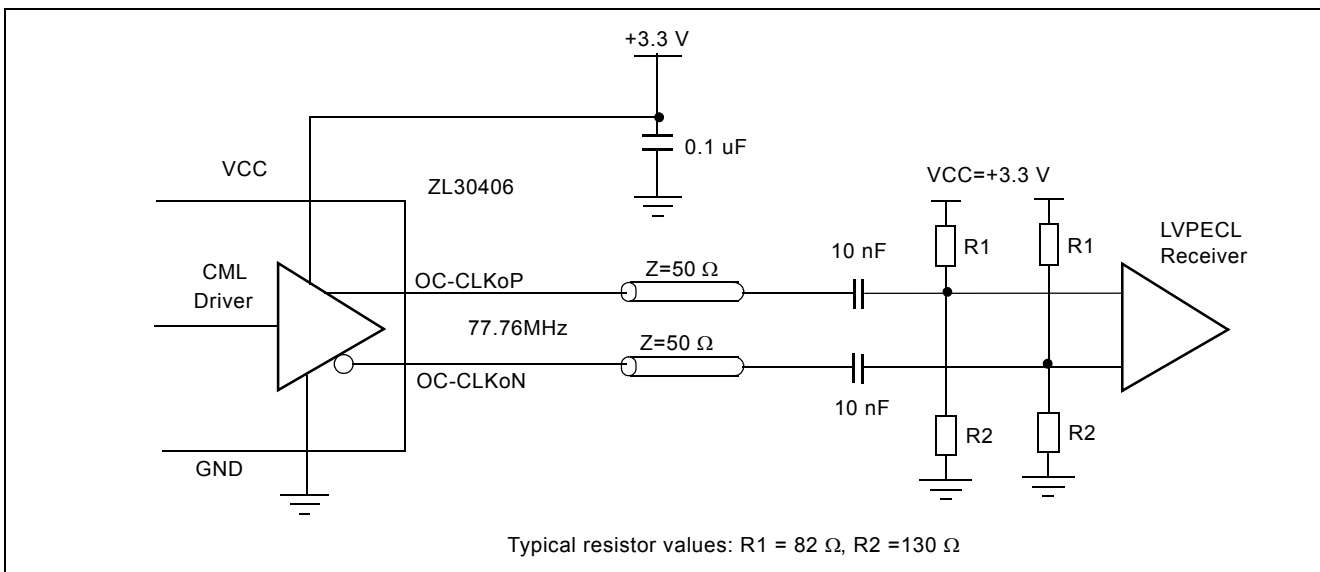 +3.3 V
0.1 uF
VCC
ZL30406
VCC=+3.3 V
R1
R1
LVPECL
Receiver
10 nF
CML
Driver
OC-CLKoP
Z=50 Ω
77.76MHz
Z=50 Ω
OC-CLKoN
10 nF
R2
R2
GND
Typical resistor values: R1 = 82 Ω, R2 =130 Ω